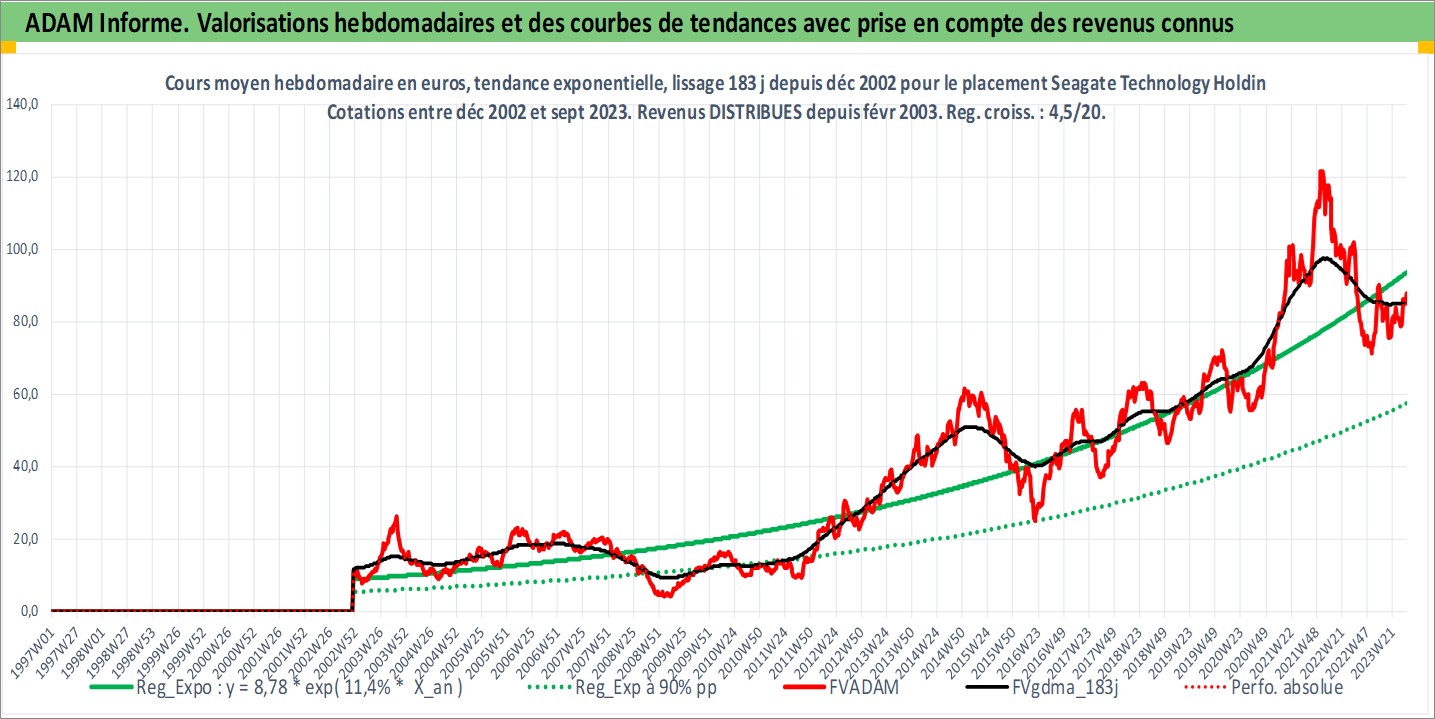 ADAM Informe. Valorisations hebdomadaires et des courbes de tendances avec prise en compte des revenus connus
Cours moyen hebdomadaire en euros, tendance exponentielle, lissage 183 j depuis déc 2002 pour le placement Seagate Technology Holdin
Cotations entre déc 2002 et sept 2023. Revenus DISTRIBUES depuis févr 2003. Reg. croiss. : 4,5/20.
140,0
120,0
100,0
80,0
60,0
40,0
20,0
0,0
1997W01 1997W27 1998W01 1998W27 1998W53 1999W26 1999W52 2000W26 2000W52 2001W26 2001W52 2002W26 2002W52 2003W26 2003W52 2004W26 2004W52 2005W25 2005W51 2006W25 2006W51 2007W25 2007W51 2008W25 2008W51 2009W25 2009W51 2010W24 2010W50 2011W24 2011W50 2012W24 2012W50 2013W24 2013W50 2014W24 2014W50 2015W24 2015W50 2016W23 2016W49 2017W23 2017W49 2018W23 2018W49 2019W23 2019W49 2020W23 2020W49 2021W22 2021W48 2022W21 2022W47 2023W21
Reg_Expo : y = 8,78 * exp( 11,4% * X_an ) Reg_Exp à 90% pp FVADAM FVgdma_183j Perfo. absolue